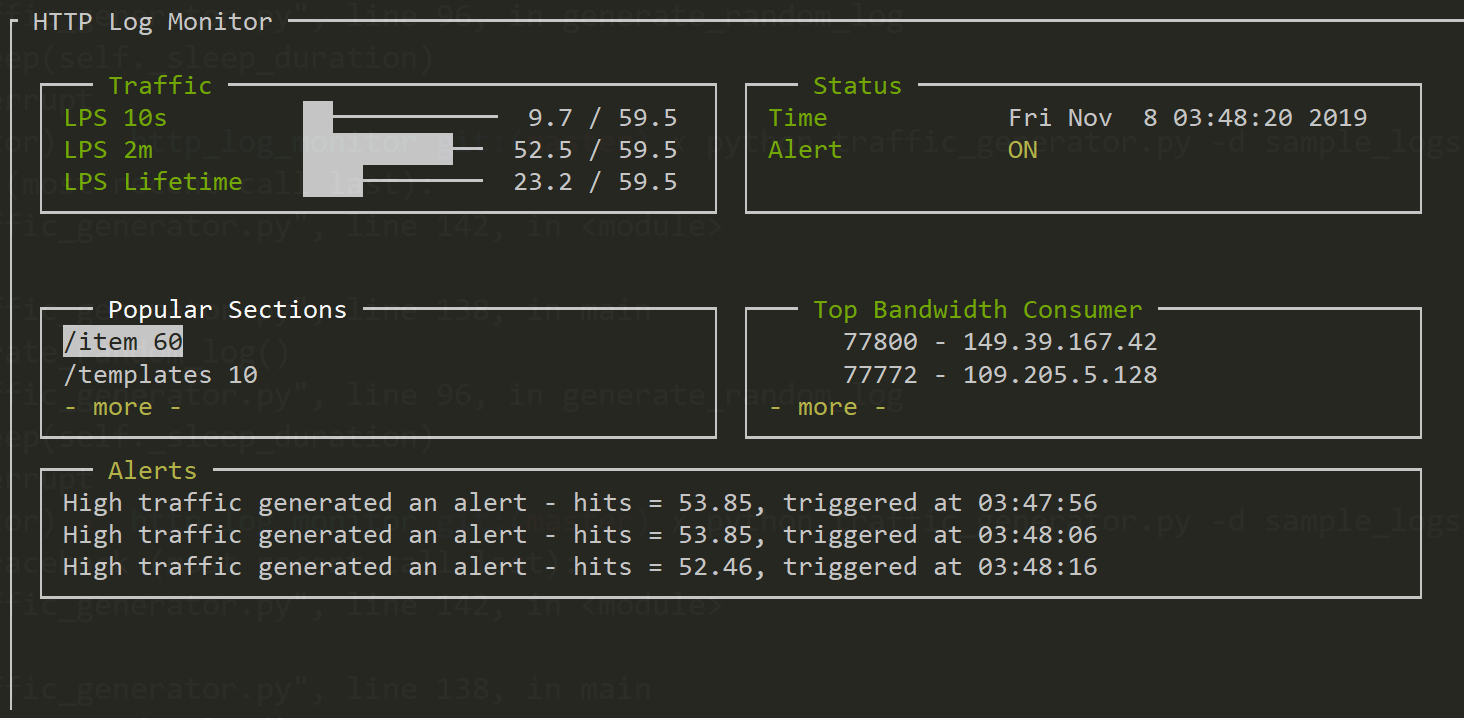 HTTP Log Monitor
Traffic
LPS 10s 9.7 / 59.5
LPS 2m 52.5 / 59.5
LPS Lifetime 23.2 / 59.5
Status
Time Fri Nov  8 03:48:20 2019
Alert ON
Popular Sections
/item 60
/templates 10
- more -
Top Bandwidth Consumer
77800 - 149.39.167.42
77772 - 109.205.5.128
- more -
Alerts
High traffic generated an alert - hits = 53.85, triggered at 03:47:56
High traffic generated an alert - hits = 53.85, triggered at 03:48:06
High traffic generated an alert - hits = 52.46, triggered at 03:48:16